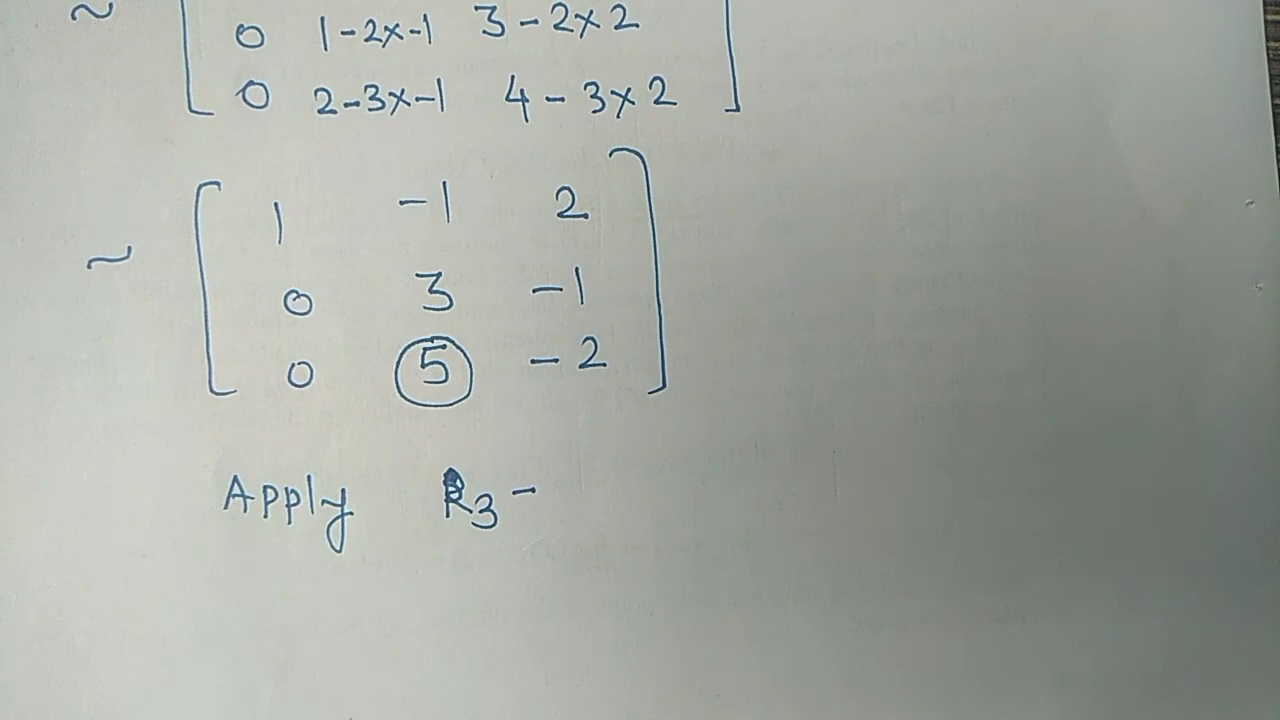 ~ [ 0 1-2x-1 3-2x2
0 2-3x-1 4-3x2 ]
[ 1 -1 2
~ 0 3 -1
0 5 -2 ]
Apply R3 -